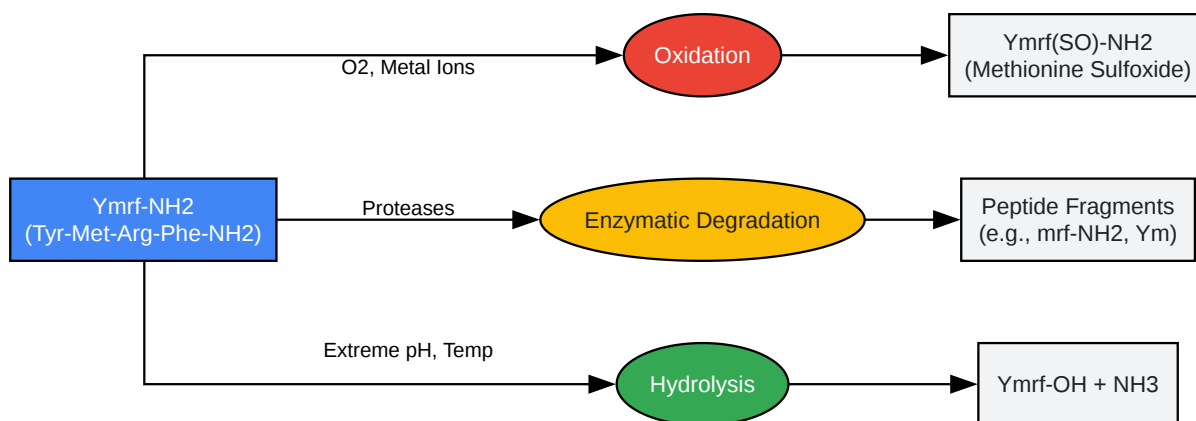 O2, Metal Ions
Oxidation
Ymrf(SO)-NH2
(Methionine Sulfoxide)
Ymrf-NH2
(Tyr-Met-Arg-Phe-NH2)
Proteases
Enzymatic Degradation
Peptide Fragments
(e.g., mrf-NH2, Ym)
Extreme pH, Temp
Hydrolysis
Ymrf-OH + NH3